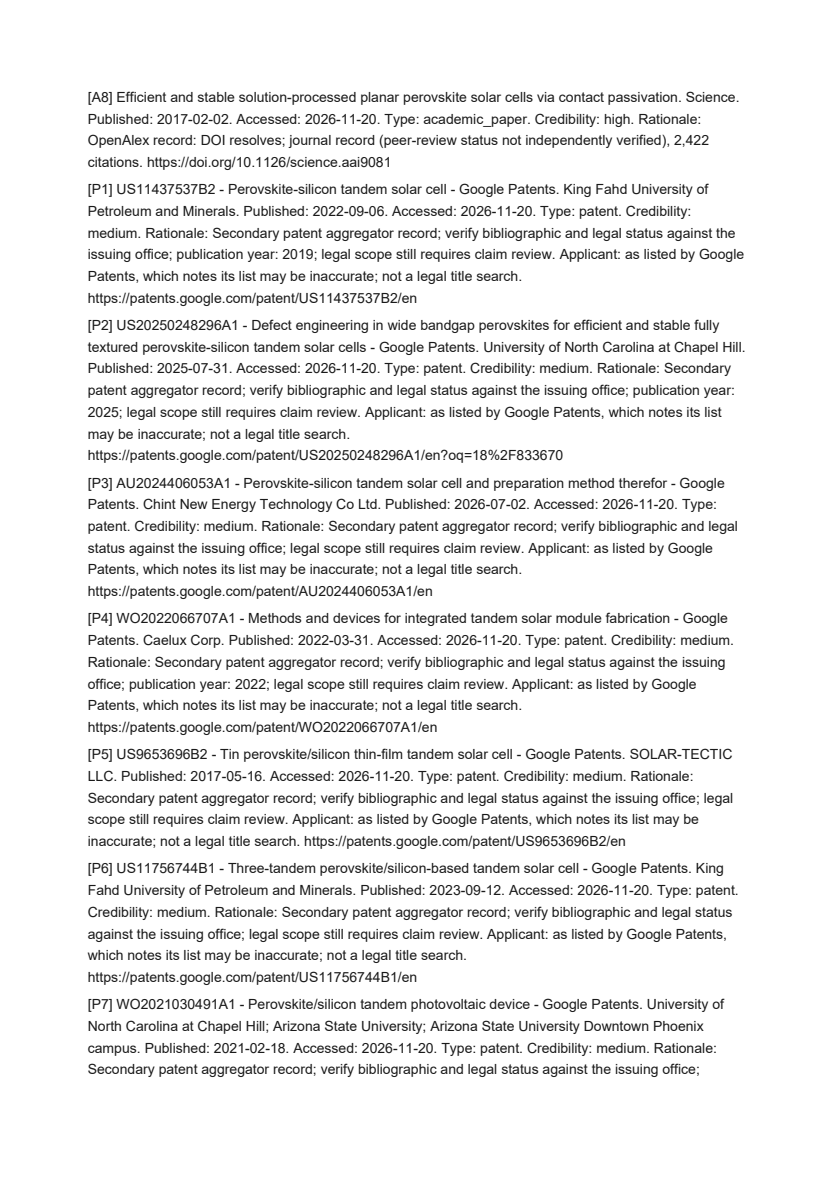 [A8] Efficient and stable solution-processed planar perovskite solar cells via contact passivation. Science.
Published: 2017-02-02. Accessed: 2026-11-20. Type: academic_paper. Credibility: high. Rationale:
OpenAlex record: DOI resolves; journal record (peer-review status not independently verified), 2,422
citations. https://doi.org/10.1126/science.aai9081
[P1] US11437537B2 - Perovskite-silicon tandem solar cell - Google Patents. King Fahd University of
Petroleum and Minerals. Published: 2022-09-06. Accessed: 2026-11-20. Type: patent. Credibility:
medium. Rationale: Secondary patent aggregator record; verify bibliographic and legal status against the
issuing office; publication year: 2019; legal scope still requires claim review. Applicant: as listed by Google
Patents, which notes its list may be inaccurate; not a legal title search.
https://patents.google.com/patent/US11437537B2/en
[P2] US20250248296A1 - Defect engineering in wide bandgap perovskites for efficient and stable fully
textured perovskite-silicon tandem solar cells - Google Patents. University of North Carolina at Chapel Hill.
Published: 2025-07-31. Accessed: 2026-11-20. Type: patent. Credibility: medium. Rationale: Secondary
patent aggregator record; verify bibliographic and legal status against the issuing office; publication year:
2025; legal scope still requires claim review. Applicant: as listed by Google Patents, which notes its list
may be inaccurate; not a legal title search.
https://patents.google.com/patent/US20250248296A1/en?oq=18%2F833670
[P3] AU2024406053A1 - Perovskite-silicon tandem solar cell and preparation method therefor - Google
Patents. Chint New Energy Technology Co Ltd. Published: 2026-07-02. Accessed: 2026-11-20. Type:
patent. Credibility: medium. Rationale: Secondary patent aggregator record; verify bibliographic and legal
status against the issuing office; legal scope still requires claim review. Applicant: as listed by Google
Patents, which notes its list may be inaccurate; not a legal title search.
https://patents.google.com/patent/AU2024406053A1/en
[P4] WO2022066707A1 - Methods and devices for integrated tandem solar module fabrication - Google
Patents. Caelux Corp. Published: 2022-03-31. Accessed: 2026-11-20. Type: patent. Credibility: medium.
Rationale: Secondary patent aggregator record; verify bibliographic and legal status against the issuing
office; publication year: 2022; legal scope still requires claim review. Applicant: as listed by Google
Patents, which notes its list may be inaccurate; not a legal title search.
https://patents.google.com/patent/WO2022066707A1/en
[P5] US9653696B2 - Tin perovskite/silicon thin-film tandem solar cell - Google Patents. SOLAR-TECTIC
LLC. Published: 2017-05-16. Accessed: 2026-11-20. Type: patent. Credibility: medium. Rationale:
Secondary patent aggregator record; verify bibliographic and legal status against the issuing office; legal
scope still requires claim review. Applicant: as listed by Google Patents, which notes its list may be
inaccurate; not a legal title search. https://patents.google.com/patent/US9653696B2/en
[P6] US11756744B1 - Three-tandem perovskite/silicon-based tandem solar cell - Google Patents. King
Fahd University of Petroleum and Minerals. Published: 2023-09-12. Accessed: 2026-11-20. Type: patent.
Credibility: medium. Rationale: Secondary patent aggregator record; verify bibliographic and legal status
against the issuing office; legal scope still requires claim review. Applicant: as listed by Google Patents,
which notes its list may be inaccurate; not a legal title search.
https://patents.google.com/patent/US11756744B1/en
[P7] WO2021030491A1 - Perovskite/silicon tandem photovoltaic device - Google Patents. University of
North Carolina at Chapel Hill; Arizona State University; Arizona State University Downtown Phoenix
campus. Published: 2021-02-18. Accessed: 2026-11-20. Type: patent. Credibility: medium. Rationale:
Secondary patent aggregator record; verify bibliographic and legal status against the issuing office;